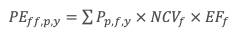 PE_{ff,p,y} = ∑ P_{p,f,y} × NCV_f × EF_f